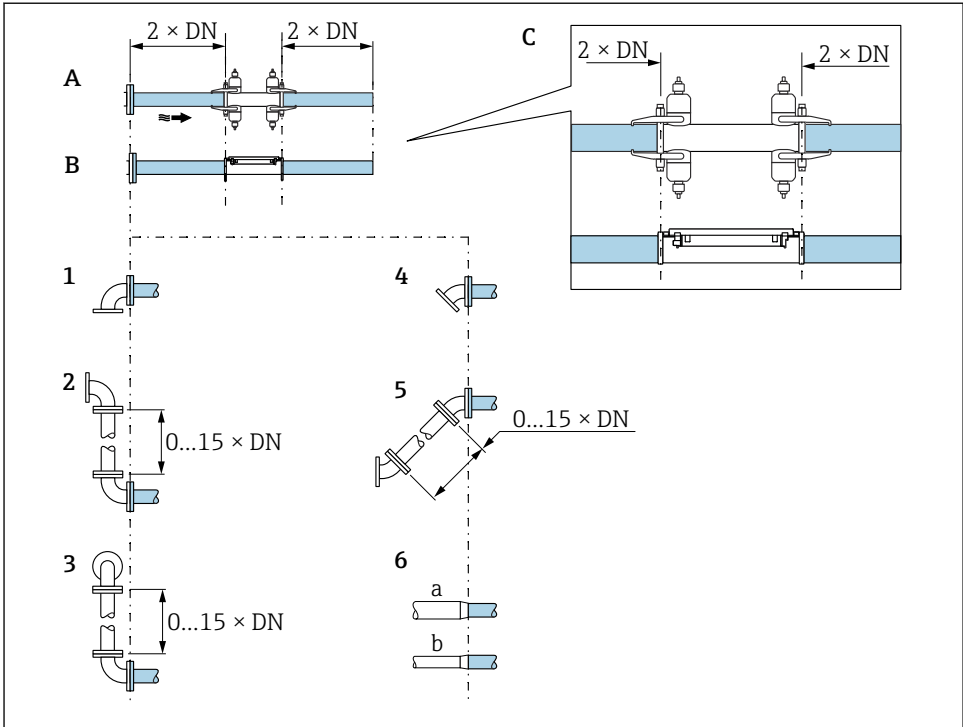 2 × DN
2 × DN
C
2 × DN
2 × DN
A
B
1
4
2
5
0...15 × DN
0...15 × DN
3
6
a
0...15 × DN
b